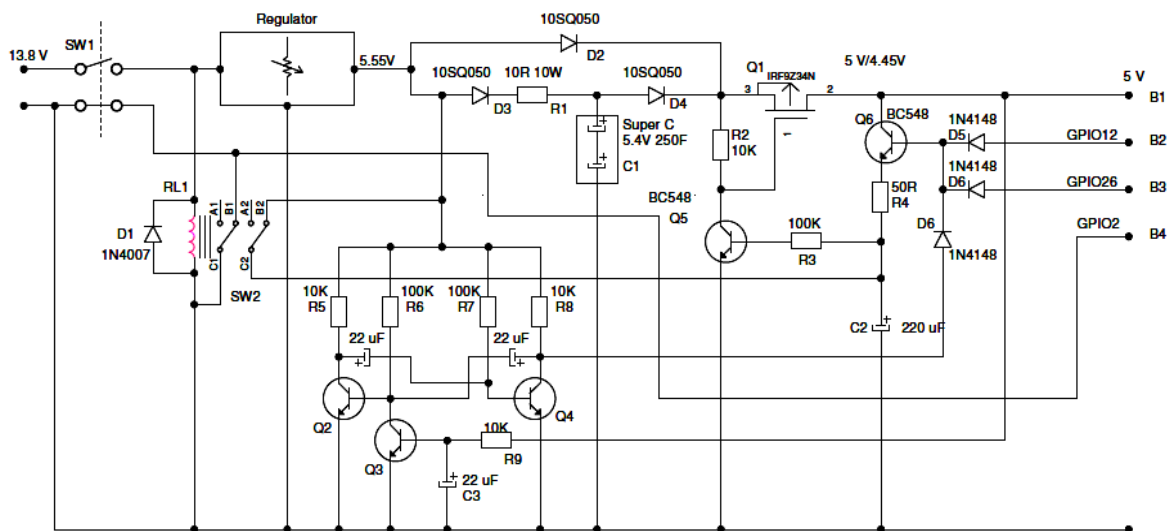 10SQ050
Regulator
SW1
13.8 V
5.55V
D2
10SQ050
10R 10W
10SQ050
Q1
IRF9Z34N
5 V/4.45V
5 V
D3
R1
D4
3
2
B1
Super C
5.4V 250F
C1
R2
10K
1
Q6
BC548
1N4148
D5
GPIO12
B2
1N4148
D6
GPIO26
B3
RL1
A1
B1
A2
B2
BC548
Q5
50R
R4
D6
GPIO2
B4
D1
1N4007
C1
C2
SW2
100K
R3
1N4148
10K
R5
100K
R6
100K
R7
10K
R8
22 uF
22 uF
C2
220 uF
Q2
Q4
10K
R9
Q3
22 uF
C3